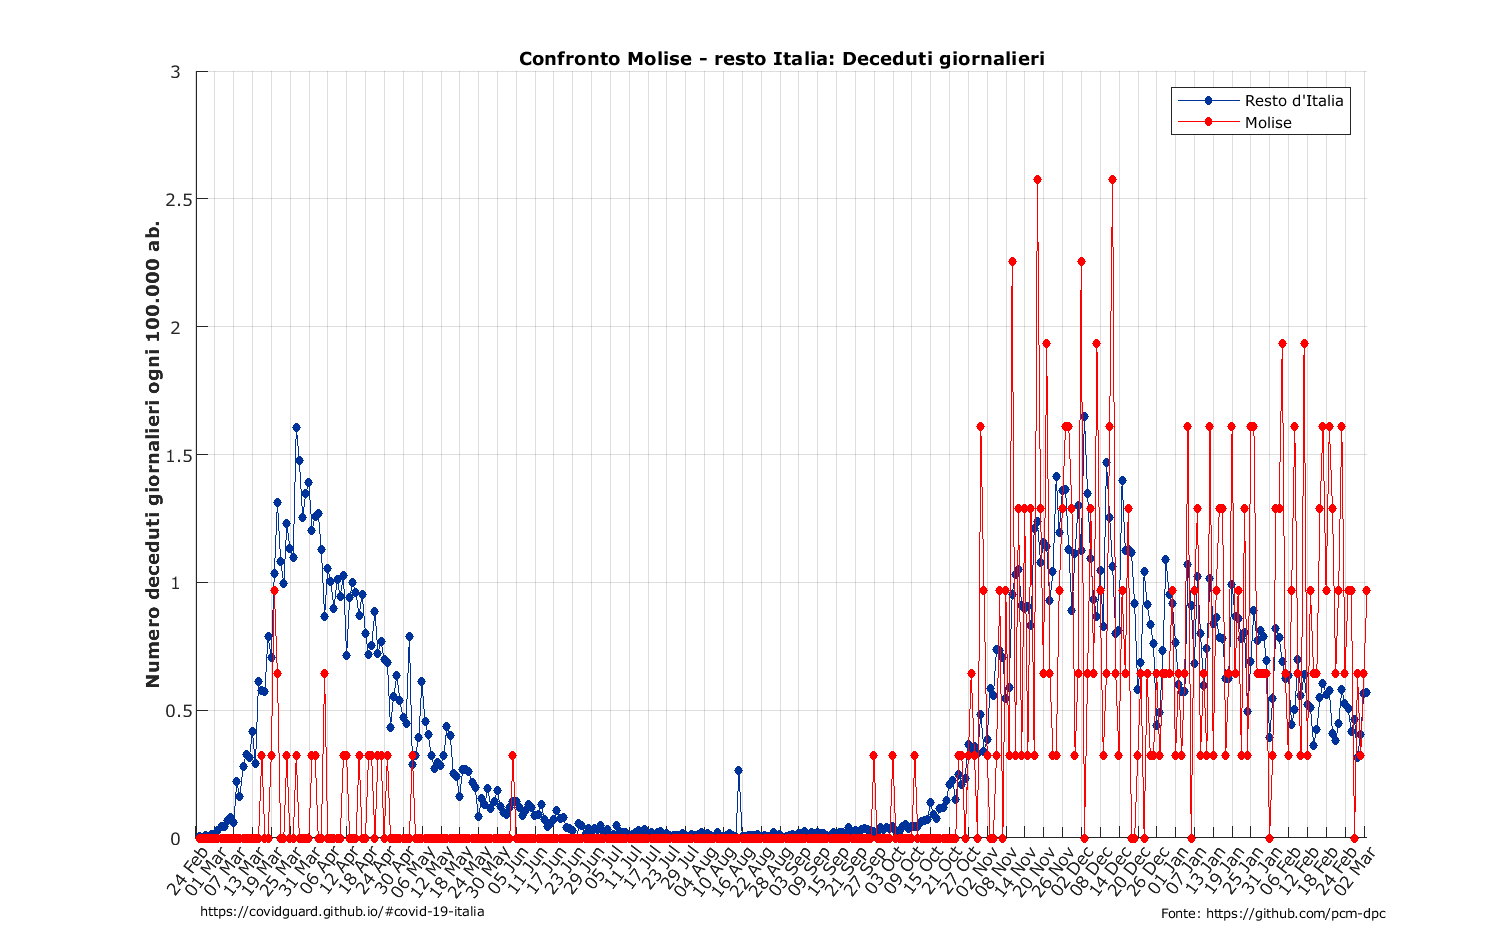 Confronto Molise - resto Italia: Deceduti giornalieri
Resto d'Italia
Molise
Numero deceduti giornalieri ogni 100.000 ab.
3
2.5
2
1.5
1
0.5
0
24 Feb
01 Mar
07 Mar
13 Mar
19 Mar
25 Mar
31 Mar
06 Apr
12 Apr
18 Apr
24 Apr
30 Apr
06 May
12 May
18 May
24 May
30 May
05 Jun
11 Jun
17 Jun
23 Jun
29 Jun
05 Jul
11 Jul
17 Jul
23 Jul
29 Jul
04 Aug
10 Aug
16 Aug
22 Aug
28 Aug
03 Sep
09 Sep
15 Sep
21 Sep
27 Sep
03 Oct
09 Oct
15 Oct
21 Oct
27 Oct
02 Nov
08 Nov
14 Nov
20 Nov
26 Nov
02 Dec
08 Dec
14 Dec
20 Dec
26 Dec
01 Jan
07 Jan
13 Jan
19 Jan
25 Jan
31 Jan
06 Feb
12 Feb
18 Feb
24 Feb
02 Mar
https://covidguard.github.io/#covid-19-italia
Fonte: https://github.com/pcm-dpc